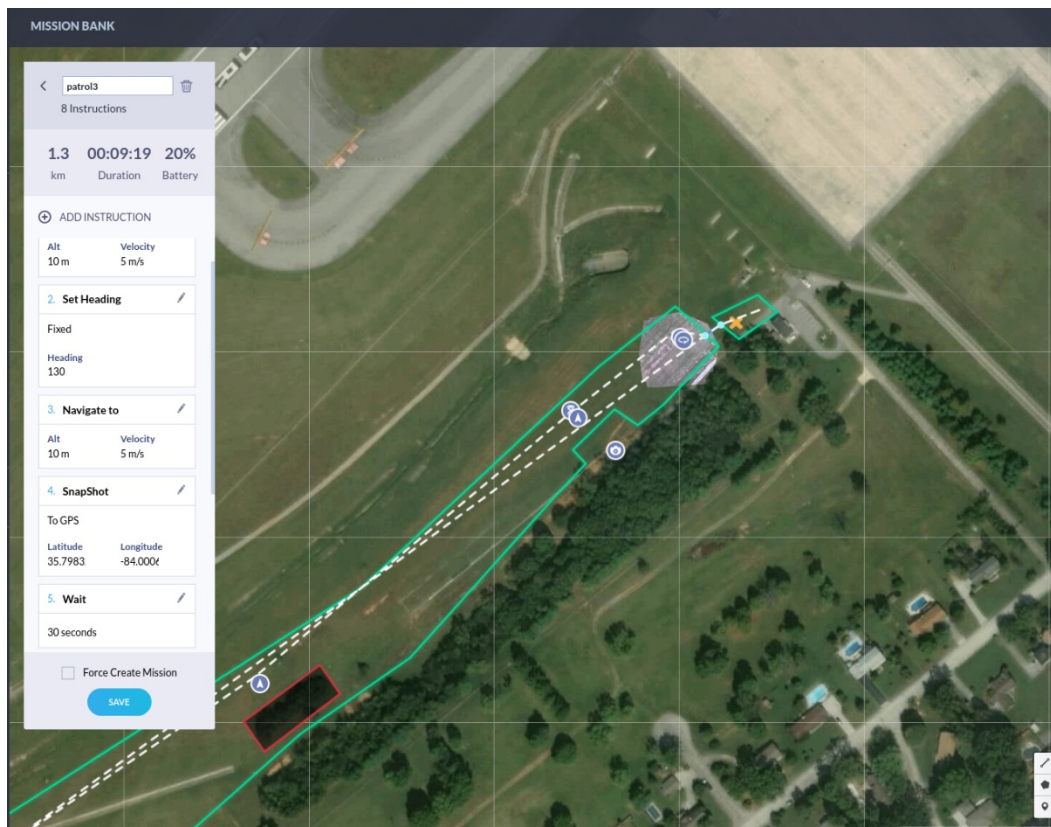 MISSION BANK
patrol3
8 Instructions
1.3 00:09:19 20%
km Duration Battery
ADD INSTRUCTION
Alt Velocity
10 m 5 m/s
2. Set Heading
Fixed
Heading
130
3. Navigate to
Alt Velocity
10 m 5 m/s
4. SnapShot
To GPS
Latitude Longitude
35.7983 -84.000
5. Wait
30 seconds
Force Create Mission
SAVE